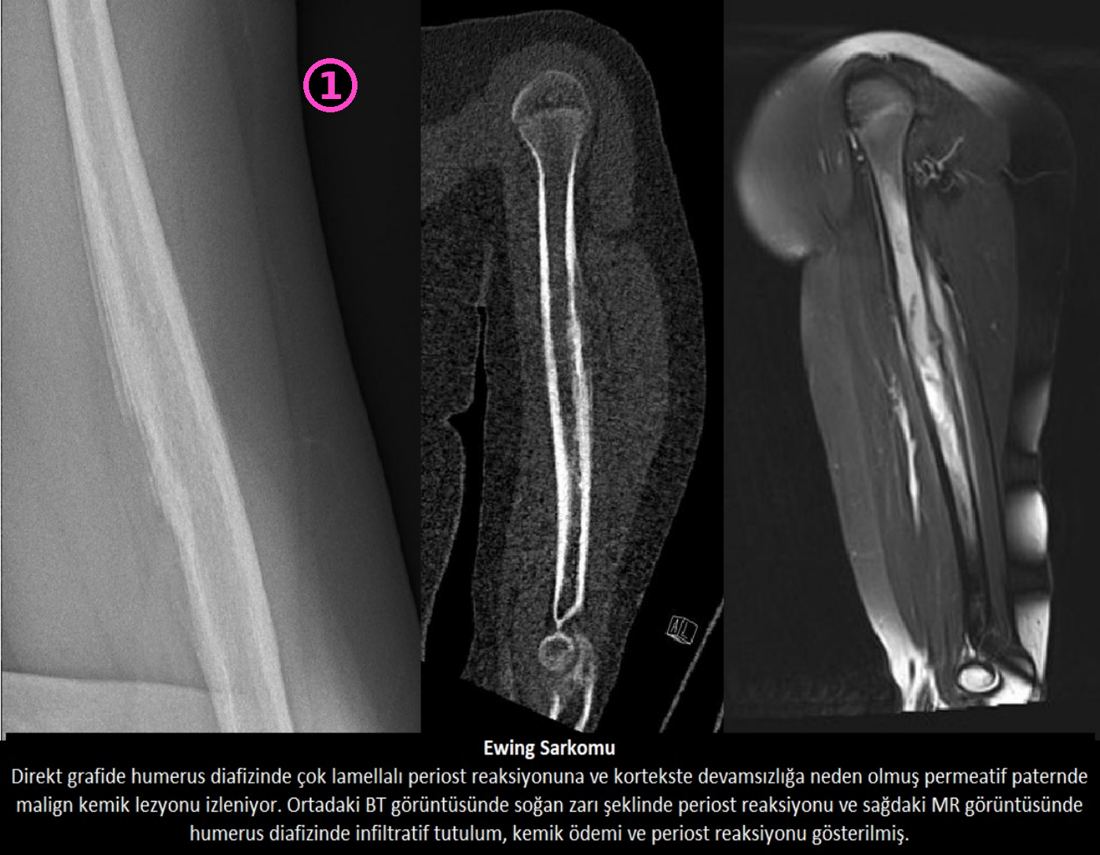 ①
AL
Ewing Sarkomu
Direkt grafide humerus diafizinde çok lamellalı periost reaksiyonuna ve kortekste devamsızlığa neden olmuş permeatif paternde
malign kemik lezyonu izleniyor. Ortadaki BT görüntüsünde soğan zarı şeklinde periost reaksiyonu ve sağdaki MR görüntüsünde
humerus diafizinde infiltratif tutulum, kemik ödemi ve periost reaksiyonu gösterilmiş.